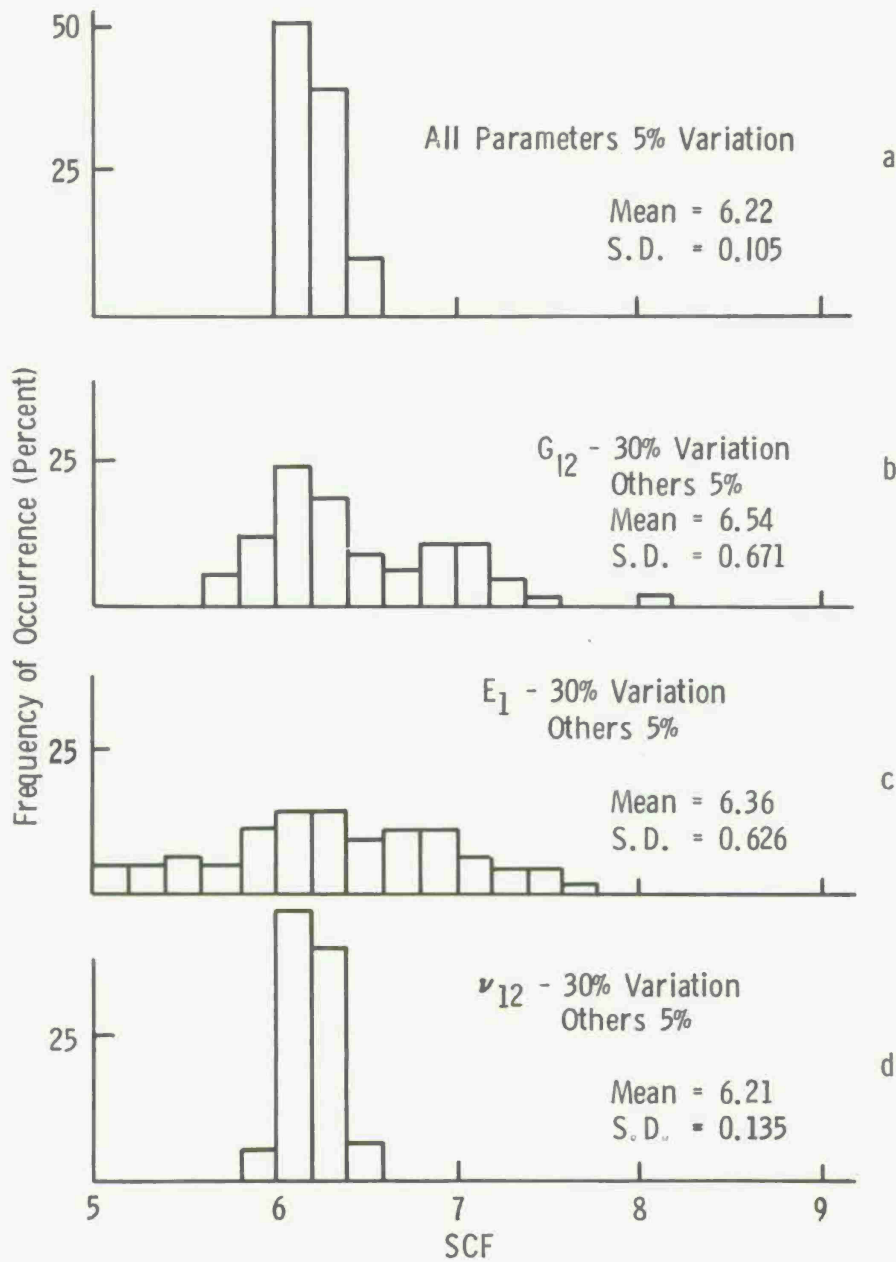 50
25
All Parameters 5% Variation
Mean = 6.22
S.D. = 0.105
a
Frequency of Occurrence (Percent)
25
G12 - 30% Variation
Others 5%
Mean = 6.54
S.D. = 0.671
b
25
E1 - 30% Variation
Others 5%
Mean = 6.36
S.D. = 0.626
c
25
ν12 - 30% Variation
Others 5%
Mean = 6.21
S.D. = 0.135
d
5 6 7 8 9
SCF